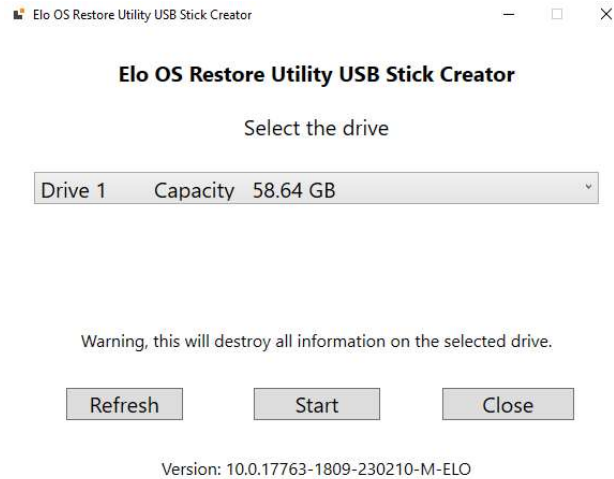 Elo OS Restore Utility USB Stick Creator
Elo OS Restore Utility USB Stick Creator
Select the drive
Drive 1 Capacity 58.64 GB
Warning, this will destroy all information on the selected drive.
Refresh Start Close
Version: 10.0.17763-1809-230210-M-ELO